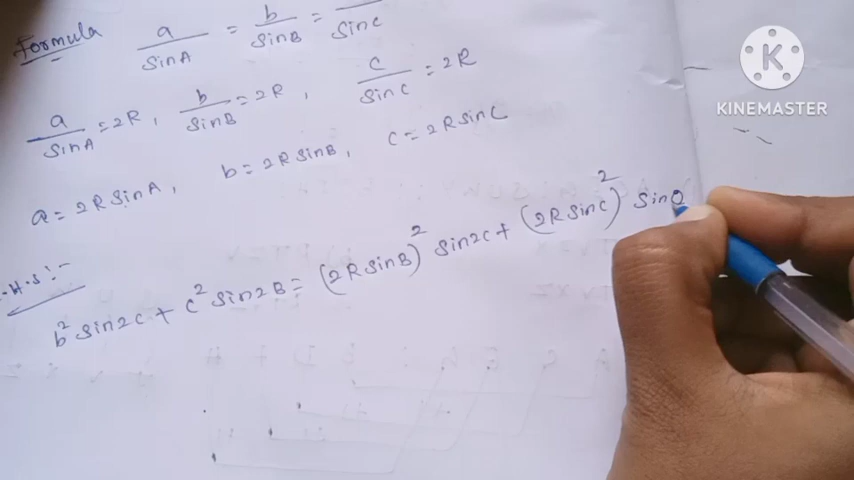 Formula a/sinA = b/sinB = /sinC
a/sinA = 2R, b/sinB = 2R, c/sinC = 2R
a = 2R sinA, b = 2R sinB, c = 2R sinC
.H.S :-
b² sin2c + c² sin2B = (2R sinB)² sin2c + (2R sinc)² sin
K
KINEMASTER